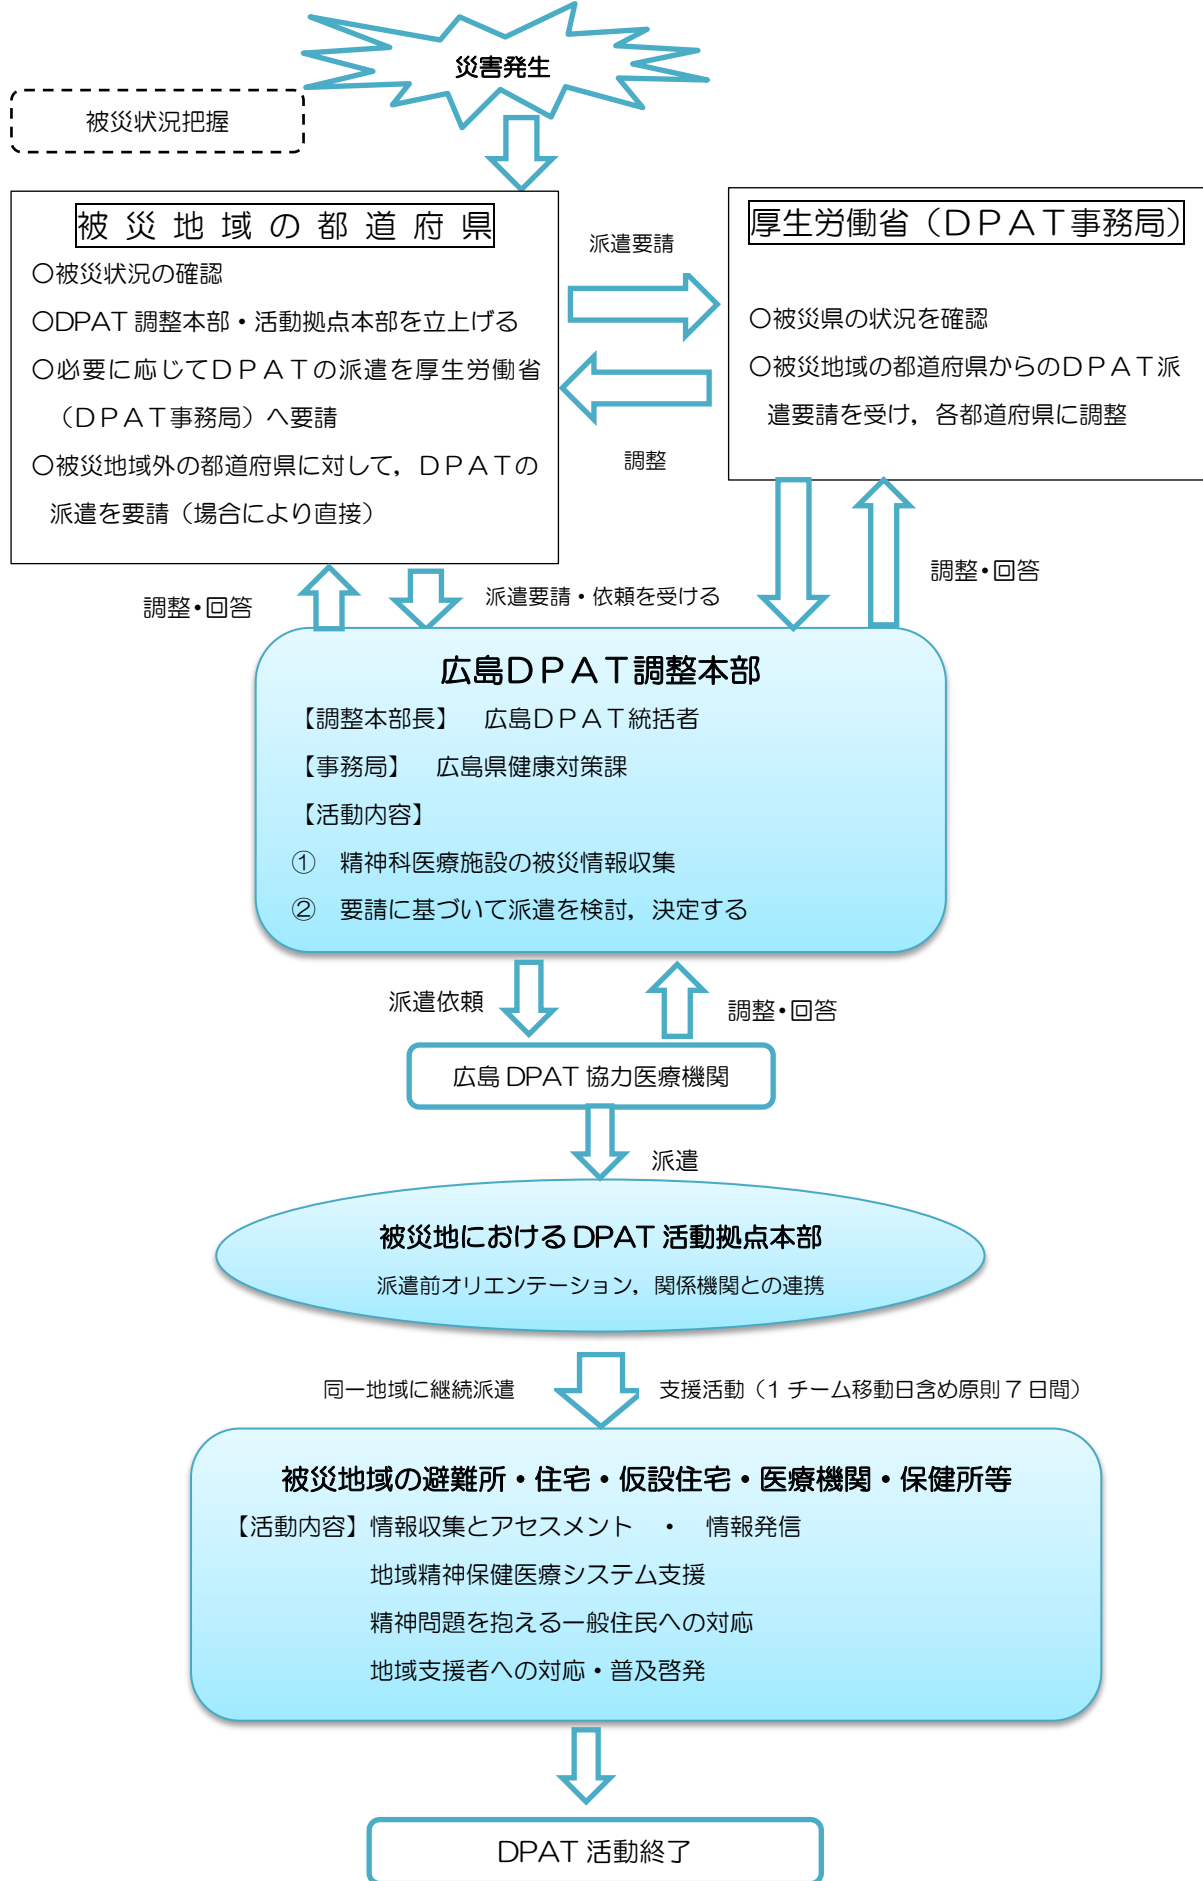 災害発生
被災状況把握
被災地域の都道府県
〇被災状況の確認
〇DPAT 調整本部・活動拠点本部を立上げる
〇必要に応じてＤＰＡＴの派遣を厚生労働省
（ＤＰＡＴ事務局）へ要請
〇被災地域外の都道府県に対して，ＤＰＡＴの
派遣を要請（場合により直接）
派遣要請
調整
厚生労働省（ＤＰＡＴ事務局）
〇被災県の状況を確認
〇被災地域の都道府県からのＤＰＡＴ派
遣要請を受け，各都道府県に調整
調整・回答
派遣要請・依頼を受ける
調整・回答
広島ＤＰＡＴ調整本部
【調整本部長】　広島ＤＰＡＴ統括者
【事務局】　広島県健康対策課
【活動内容】
①　精神科医療施設の被災情報収集
②　要請に基づいて派遣を検討，決定する
派遣依頼
調整・回答
広島 DPAT 協力医療機関
派遣
被災地における DPAT 活動拠点本部
派遣前オリエンテーション，関係機関との連携
同一地域に継続派遣
支援活動（1 チーム移動日含め原則 7 日間）
被災地域の避難所・住宅・仮設住宅・医療機関・保健所等
【活動内容】情報収集とアセスメント　・　情報発信
地域精神保健医療システム支援
精神問題を抱える一般住民への対応
地域支援者への対応・普及啓発
DPAT 活動終了